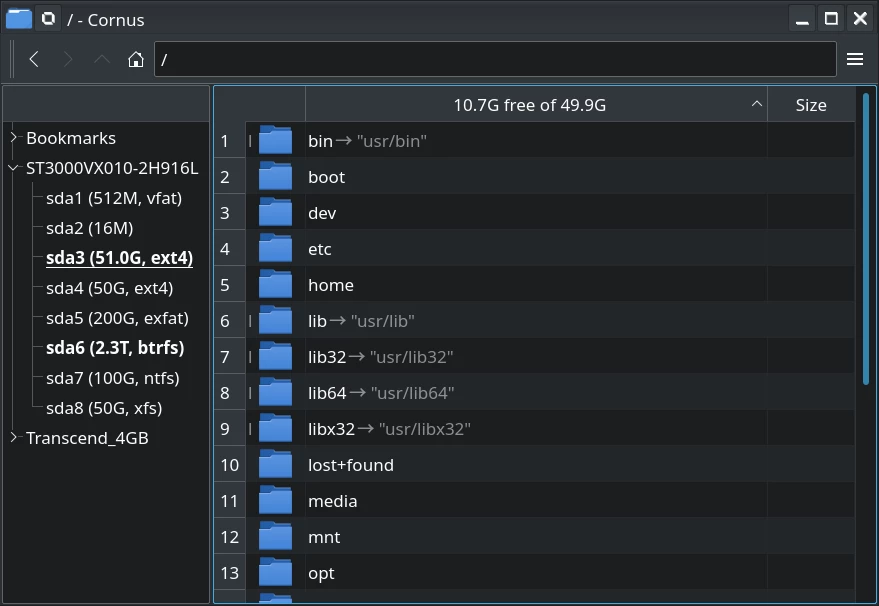 / - Cornus
/
10.7G free of 49.9G Size
Bookmarks
ST3000VX010-2H916L
sda1 (512M, vfat)
sda2 (16M)
sda3 (51.0G, ext4)
sda4 (50G, ext4)
sda5 (200G, exfat)
sda6 (2.3T, btrfs)
sda7 (100G, ntfs)
sda8 (50G, xfs)
Transcend_4GB
1 l bin → "usr/bin"
2 boot
3 dev
4 etc
5 home
6 l lib → "usr/lib"
7 l lib32 → "usr/lib32"
8 l lib64 → "usr/lib64"
9 l libx32 → "usr/libx32"
10 lost+found
11 media
12 mnt
13 opt